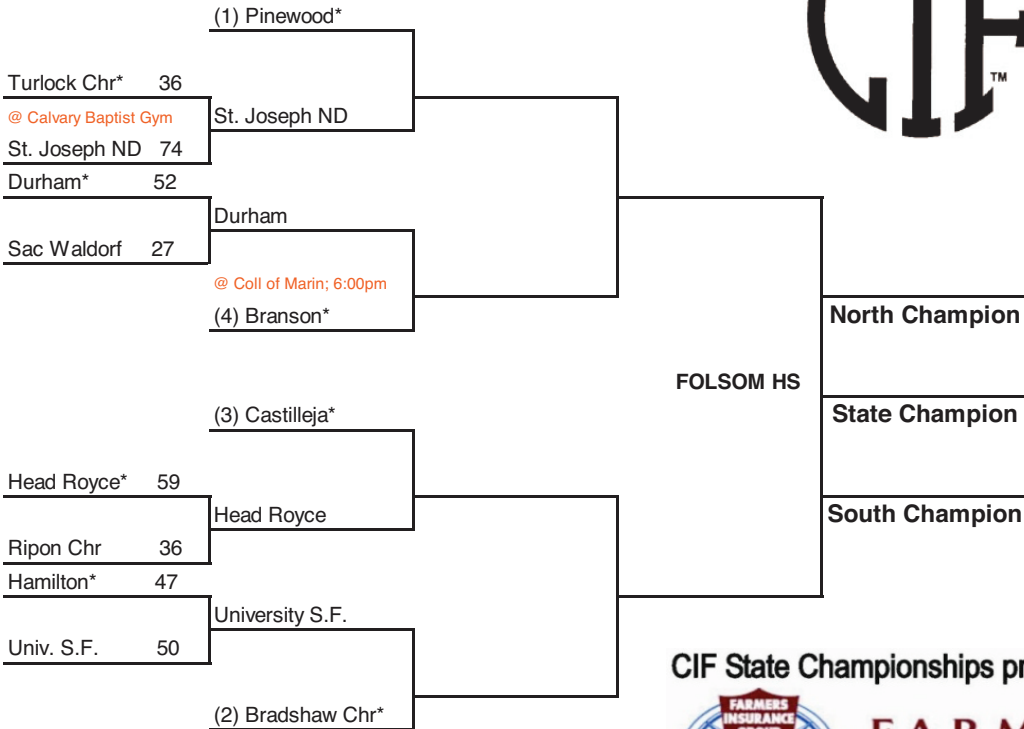 (1) Pinewood*
Turlock Chr* 36
@ Calvary Baptist Gym
St. Joseph ND
St. Joseph ND 74
Durham* 52
Durham
Sac Waldorf 27
@ Coll of Marin; 6:00pm
(4) Branson*
North Champion
FOLSOM HS
State Champion
(3) Castilleja*
Head Royce* 59
Head Royce
South Champion
Ripon Chr 36
Hamilton* 47
University S.F.
Univ. S.F. 50
(2) Bradshaw Chr*
CIF
TM
CIF State Championships pr
FARMERS
INSURANCE
F A R M